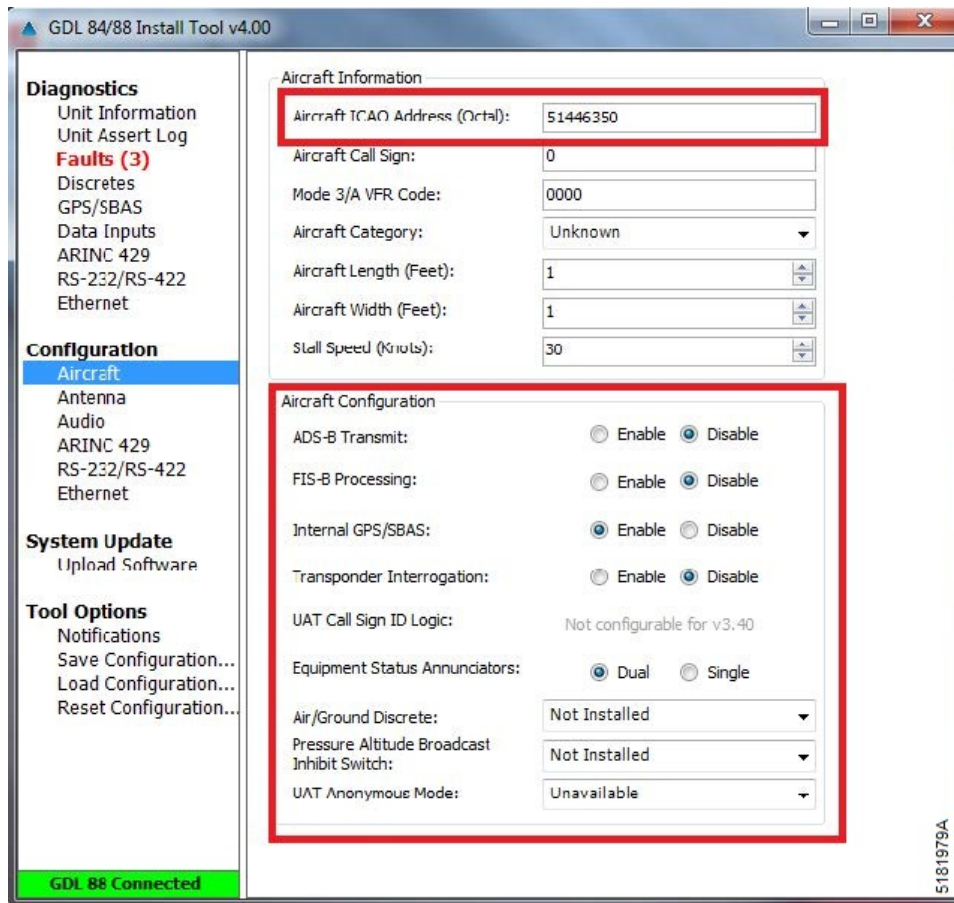 GDL 84/88 Install Tool v4.00
Diagnostics
Unit Information
Unit Assert Log
Faults (3)
Discretes
GPS/SBAS
Data Inputs
ARINC 429
RS-232/RS-422
Ethernet
Configuration
Aircraft
Antenna
Audio
ARINC 429
RS-232/RS-422
Ethernet
System Update
Upload Software
Tool Options
Notifications
Save Configuration...
Load Configuration...
Reset Configuration...
GDL 88 Connected
Aircraft Information
Aircraft ICAO Address (Octal): 51446350
Aircraft Call Sign: 0
Mode 3/A VFR Code: 0000
Aircraft Category: Unknown
Aircraft Length (Feet): 1
Aircraft Width (Feet): 1
Stall Speed (Knots): 30
Aircraft Configuration
ADS-B Transmit: Enable Disable
FIS-B Processing: Enable Disable
Internal GPS/SBAS: Enable Disable
Transponder Interrogation: Enable Disable
UAT Call Sign ID Logic: Not configurable for v3.40
Equipment Status Annunciators: Dual Single
Air/Ground Discrete: Not Installed
Pressure Altitude Broadcast
Inhibit Switch: Not Installed
UAT Anonymous Mode: Unavailable
5181979A